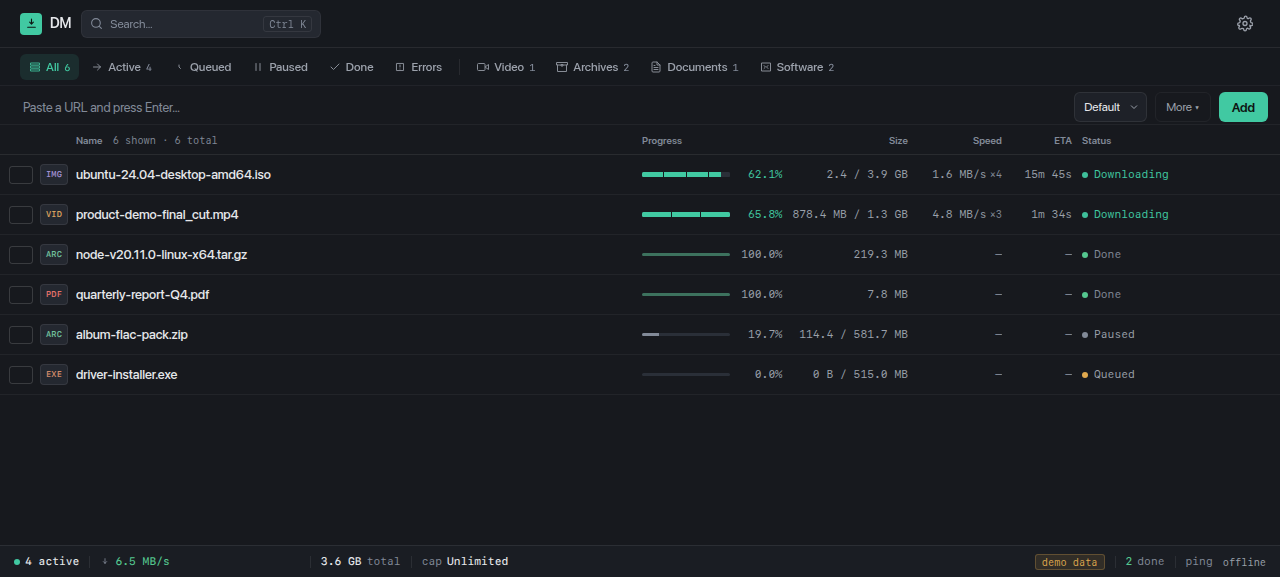 DM Search... Ctrl K
All 6 Active 4 Queued Paused Done Errors Video 1 Archives 2 Documents 1 Software 2
Paste a URL and press Enter... Default More Add
Name 6 shown · 6 total Progress Size Speed ETA Status
IMG ubuntu-24.04-desktop-amd64.iso 62.1% 2.4 / 3.9 GB 1.6 MB/s ×4 15m 45s Downloading
VID product-demo-final_cut.mp4 65.8% 878.4 MB / 1.3 GB 4.8 MB/s ×3 1m 34s Downloading
ARC node-v20.11.0-linux-x64.tar.gz 100.0% 219.3 MB — — Done
PDF quarterly-report-Q4.pdf 100.0% 7.8 MB — — Done
ARC album-flac-pack.zip 19.7% 114.4 / 581.7 MB — — Paused
EXE driver-installer.exe 0.0% 0 B / 515.0 MB — — Queued
4 active ↓ 6.5 MB/s 3.6 GB total cap Unlimited demo data 2 done ping offline